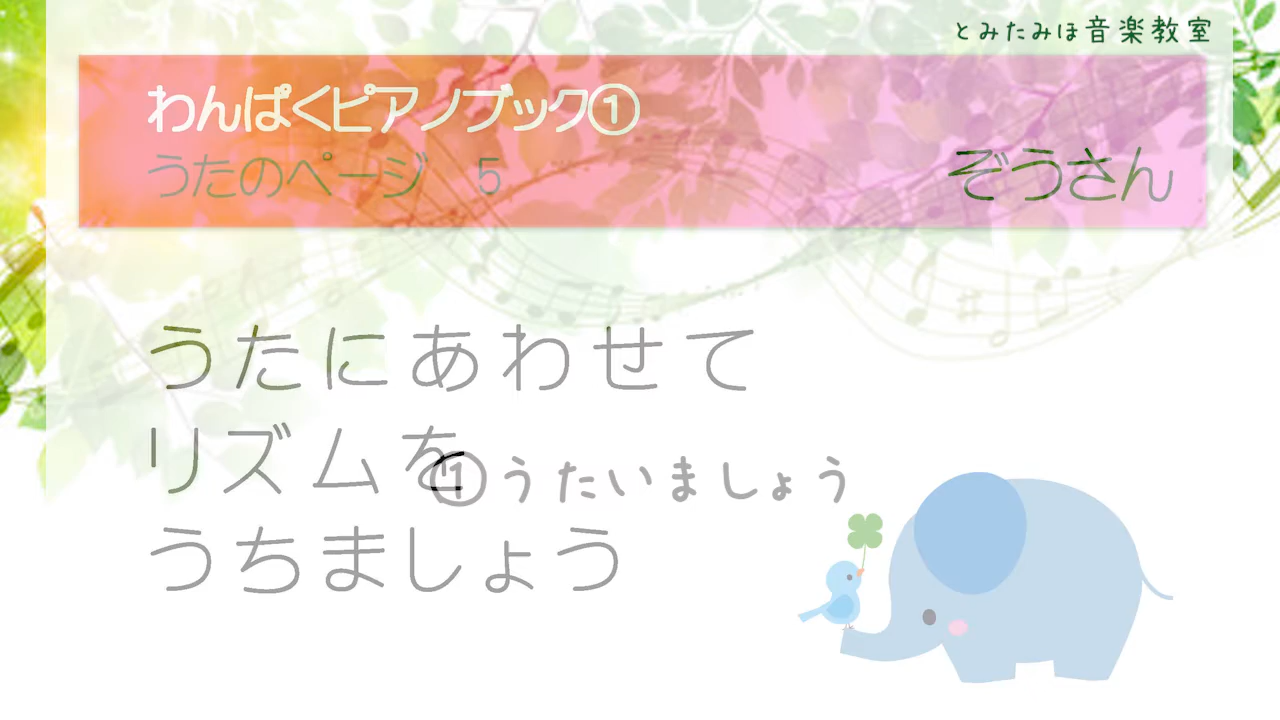 とみたみほ音楽教室
わんぱくピアノブック①
うたのページ 5
ぞうさん
うたにあわせて
リズムを
①うたいましょう
うちましょう